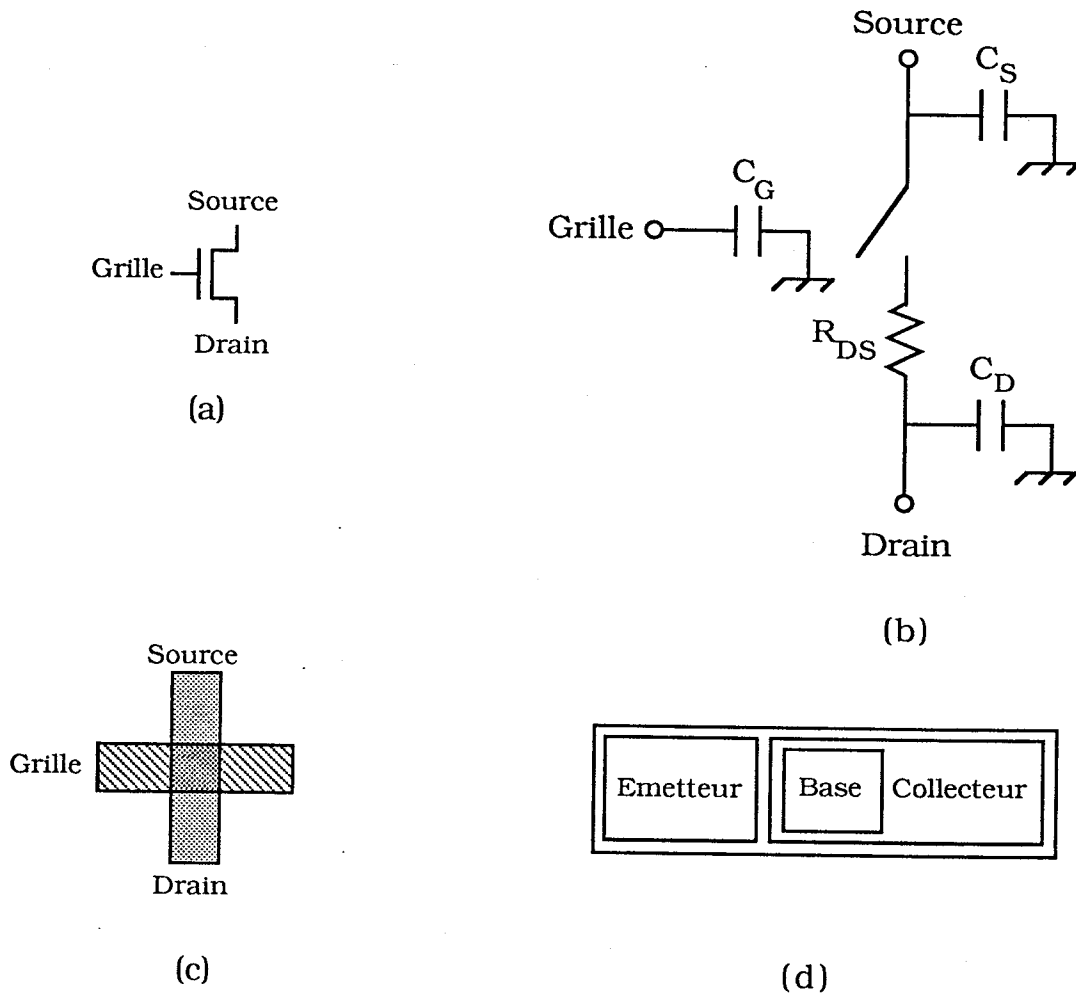 Source
Grille
Drain
(a)
Source
C_S
C_G
Grille
R_DS
C_D
Drain
(b)
Source
Grille
Drain
(c)
Emetteur
Base
Collecteur
(d)